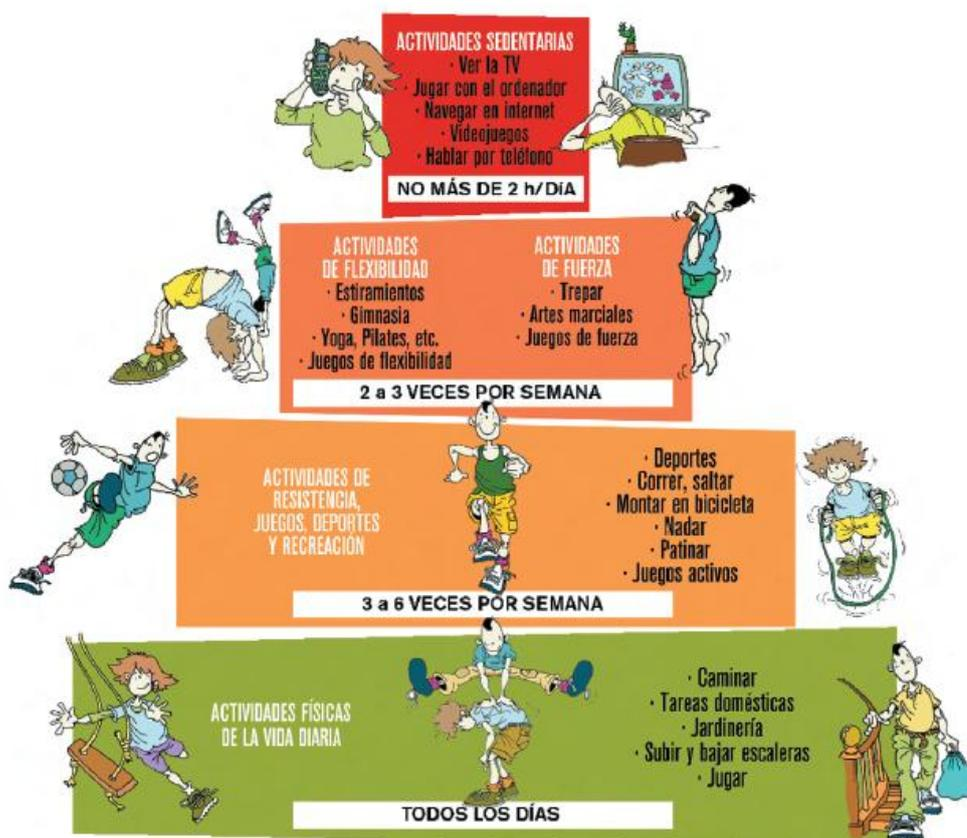 ACTIVIDADES SEDENTARIAS
· Ver la TV
· Jugar con el ordenador
· Navegar en internet
· Videojuegos
· Hablar por teléfono
NO MÁS DE 2 h/DíA
ACTIVIDADES
DE FLEXIBILIDAD
· Estiramientos
· Gimnasia
· Yoga, Pilates, etc.
· Juegos de flexibilidad
ACTIVIDADES
DE FUERZA
· Trepar
· Artes marciales
· Juegos de fuerza
2 a 3 VECES POR SEMANA
ACTIVIDADES DE
RESISTENCIA,
JUEGOS, DEPORTES
Y RECREACIÓN
· Deportes
· Correr, saltar
· Montar en bicicleta
· Nadar
· Patinar
· Juegos activos
3 a 6 VECES POR SEMANA
ACTIVIDADES FÍSICAS
DE LA VIDA DIARIA
· Caminar
· Tareas domésticas
· Jardinería
· Subir y bajar escaleras
· Jugar
TODOS LOS DÍAS